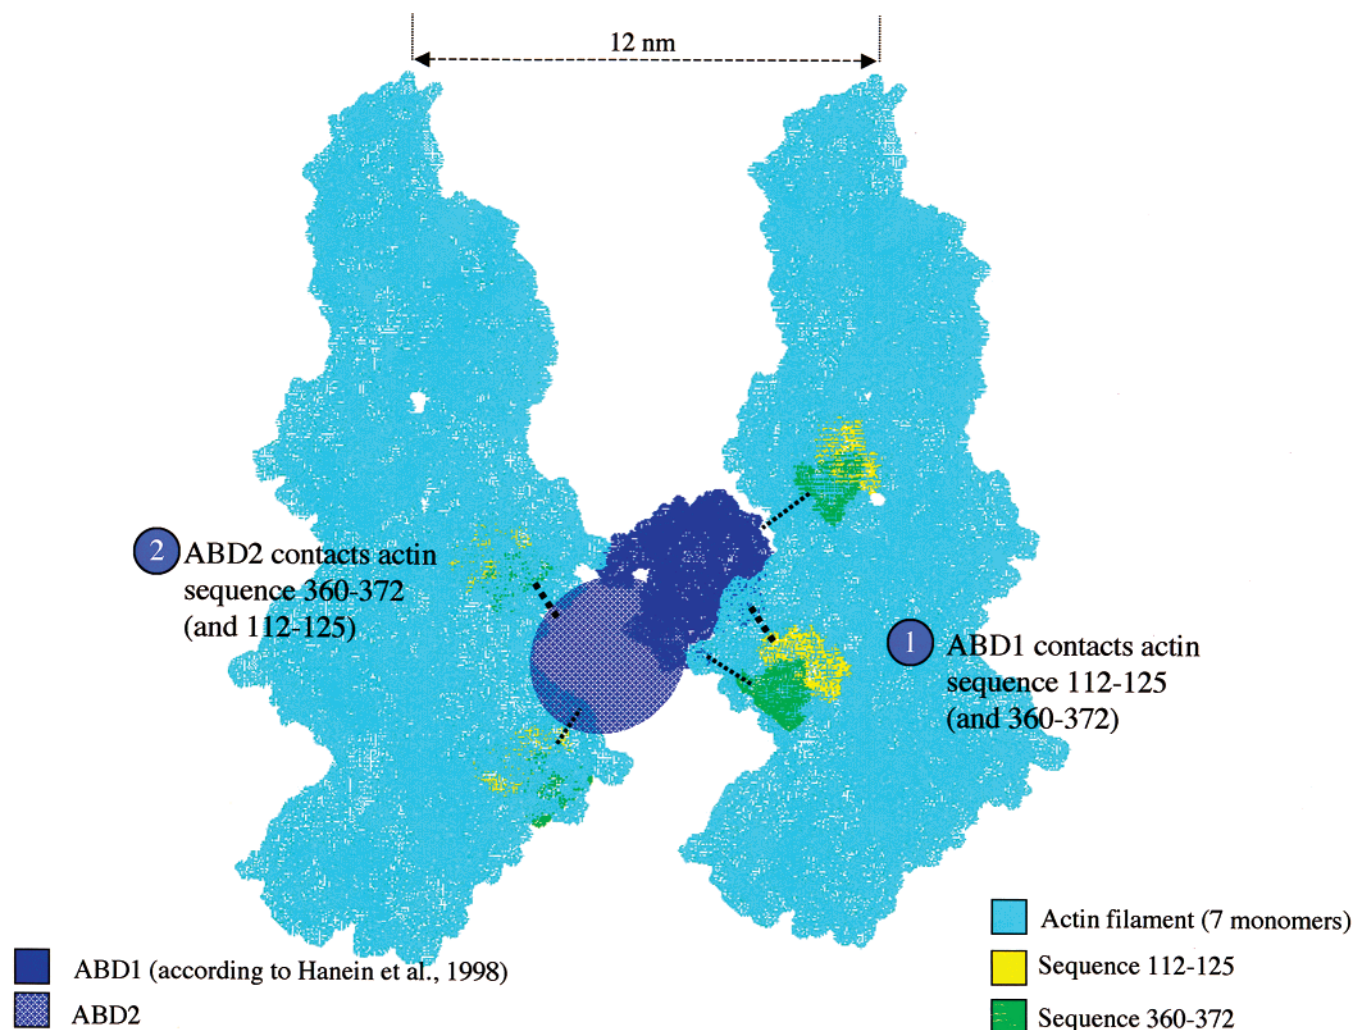 12 nm
2
ABD2 contacts actin
sequence 360-372
(and 112-125)
1
ABD1 contacts actin
sequence 112-125
(and 360-372)
ABD1 (according to Hanein et al., 1998)
ABD2
Actin filament (7 monomers)
Sequence 112-125
Sequence 360-372